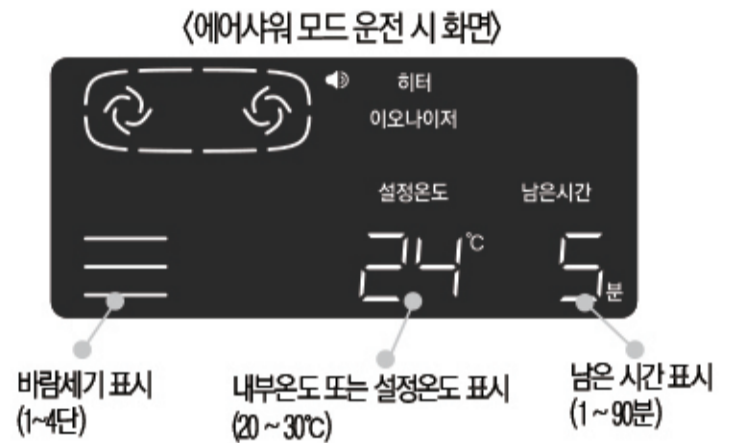 〈에어샤워 모드 운전 시 화면〉
히터
이오나이저
설정온도 남은시간
24℃ 5분
바람세기 표시
(1~4단)
내부온도 또는 설정온도 표시
(20 ~ 30℃)
남은 시간 표시
(1 ~ 90분)